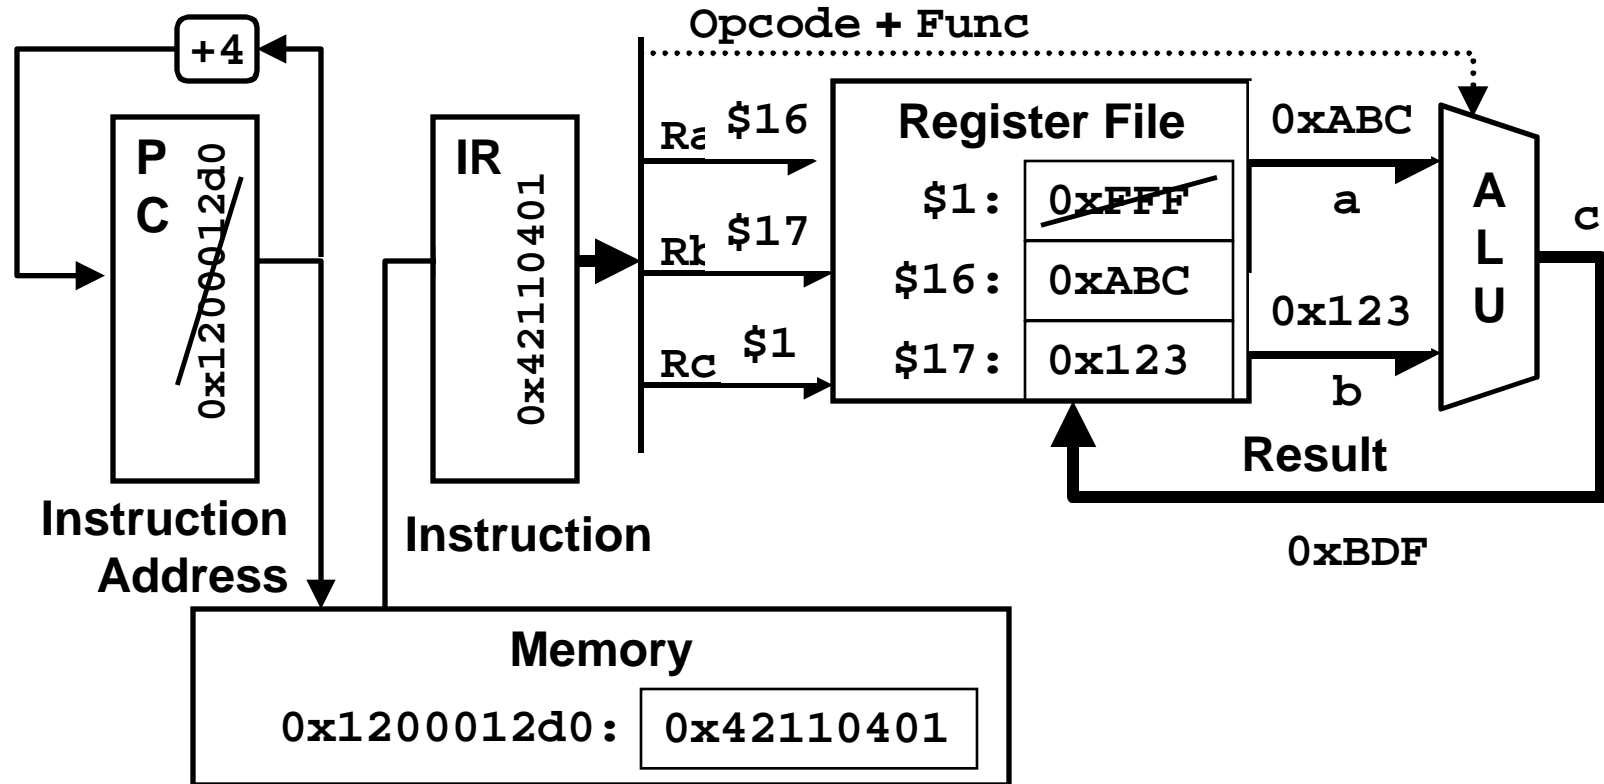 Opcode + Func
+4
P
C
0x1200012d0
IR
0x42110401
$16
$17
Rc
$1
Register File
$1:
0xFFF
$16:
0xABC
$17:
0x123
0xABC
a
0x123
b
A
L
U
c
Result
0xBDF
Instruction
Address
Instruction
Memory
0x1200012d0:
0x42110401